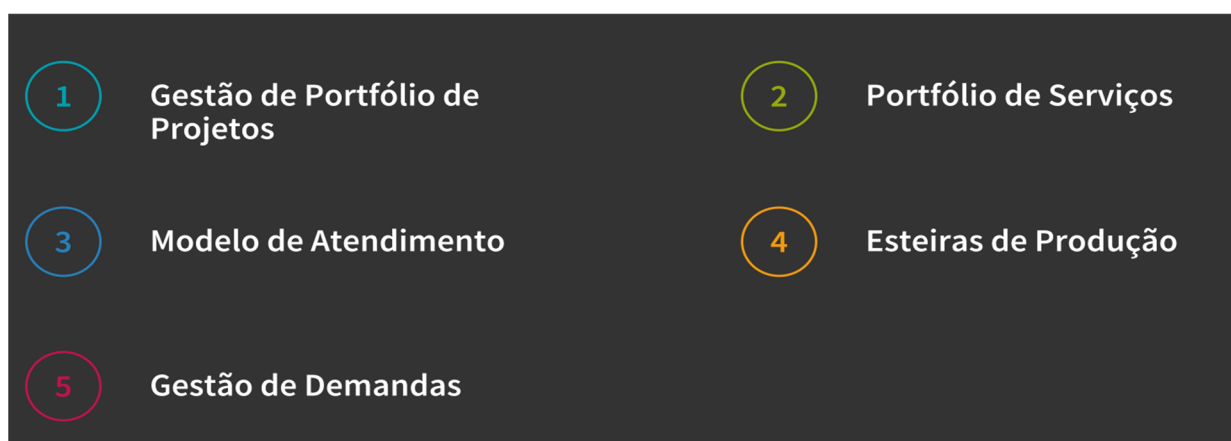 1
Gestão de Portfólio de
Projetos
2
Portfólio de Serviços
3
Modelo de Atendimento
4
Esteiras de Produção
5
Gestão de Demandas